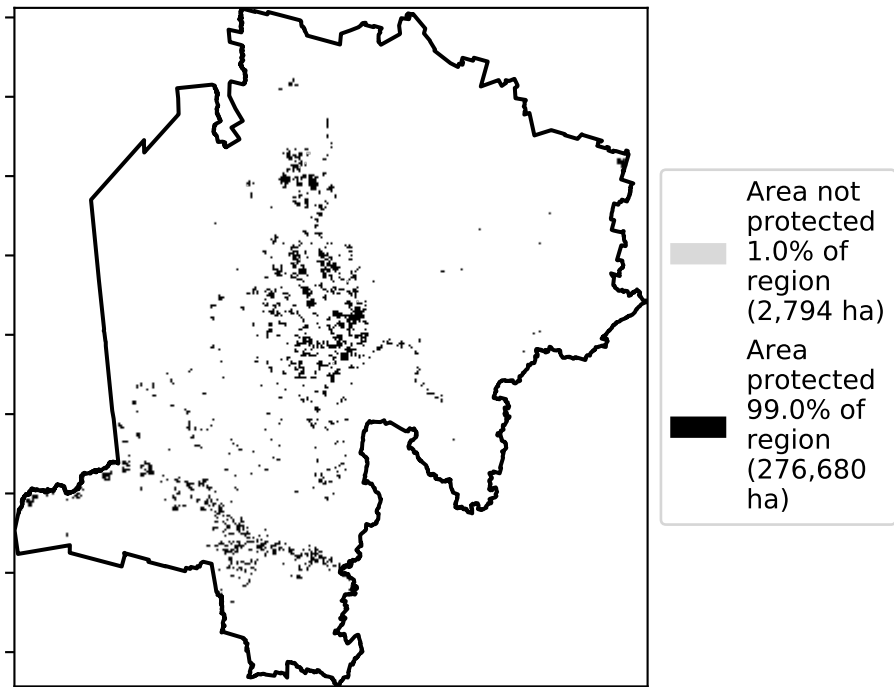 Area not
protected
1.0% of
region
(2,794 ha)
Area
protected
99.0% of
region
(276,680
ha)